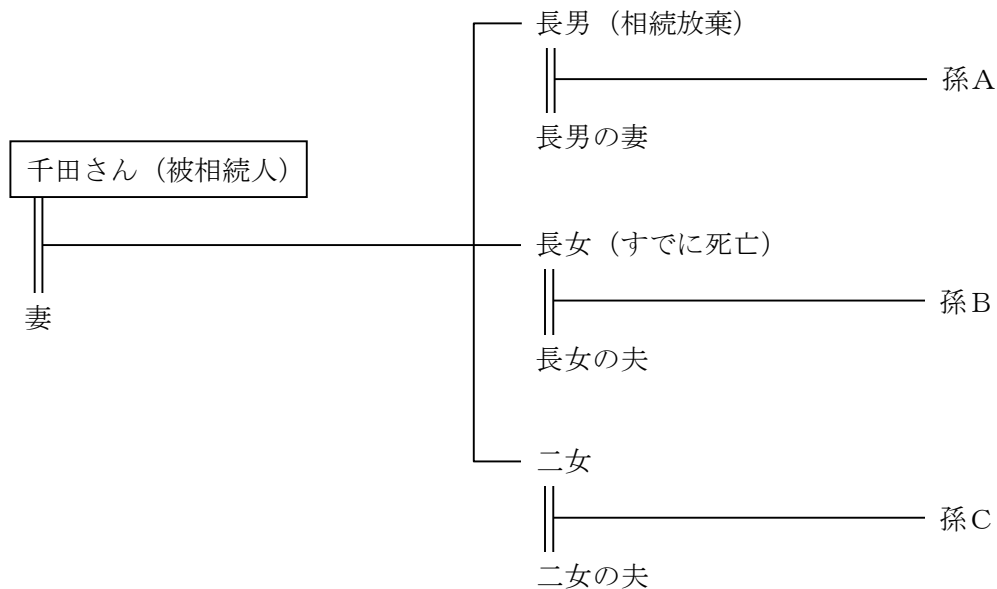 長男（相続放棄）
孫A
長男の妻
千田さん（被相続人）
長女（すでに死亡）
妻
孫B
長女の夫
二女
孫C
二女の夫